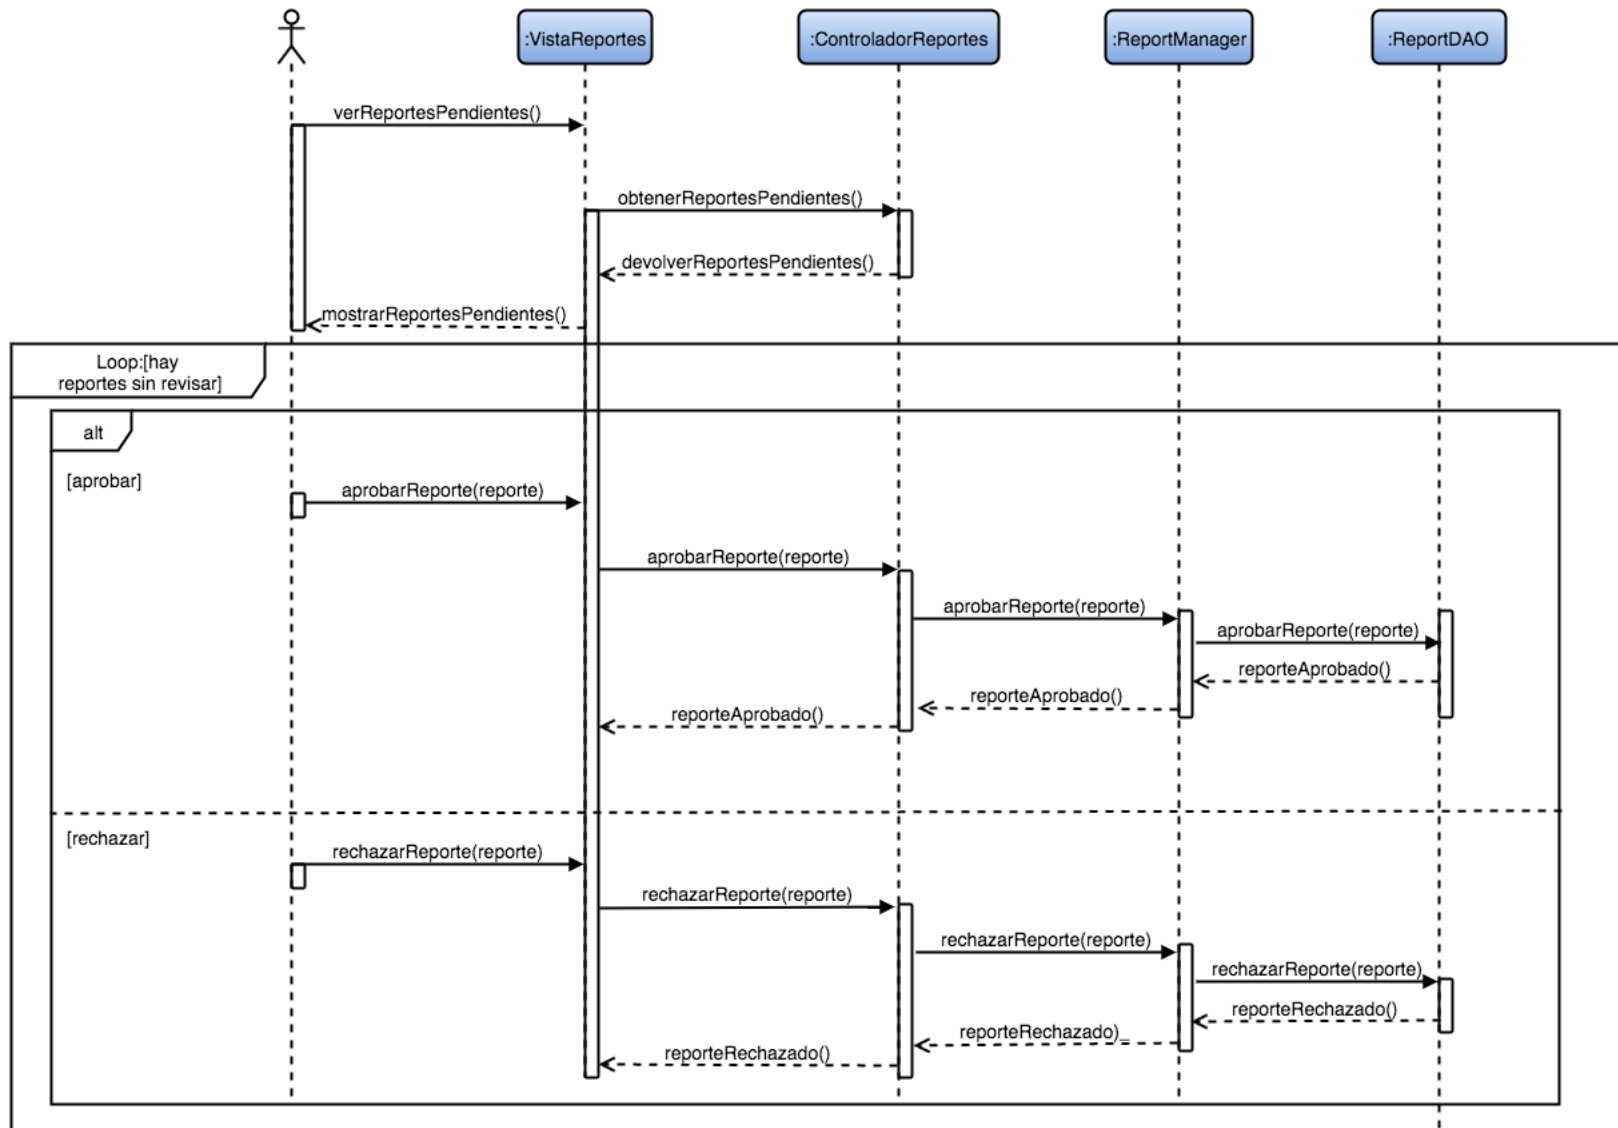 :VistaReportes
:ControladorReportes
:ReportManager
:ReportDAO
verReportesPendientes()
obtenerReportesPendientes()
devolverReportesPendientes()
mostrarReportesPendientes()
Loop:[hay
reportes sin revisar]
alt
[aprobar]
aprobarReporte(reporte)
aprobarReporte(reporte)
aprobarReporte(reporte)
aprobarReporte(reporte)
reporteAprobado()
reporteAprobado()
reporteAprobado()
[rechazar]
rechazarReporte(reporte)
rechazarReporte(reporte)
rechazarReporte(reporte)
rechazarReporte(reporte)
reporteRechazado()
reporteRechazado)_
reporteRechazado()